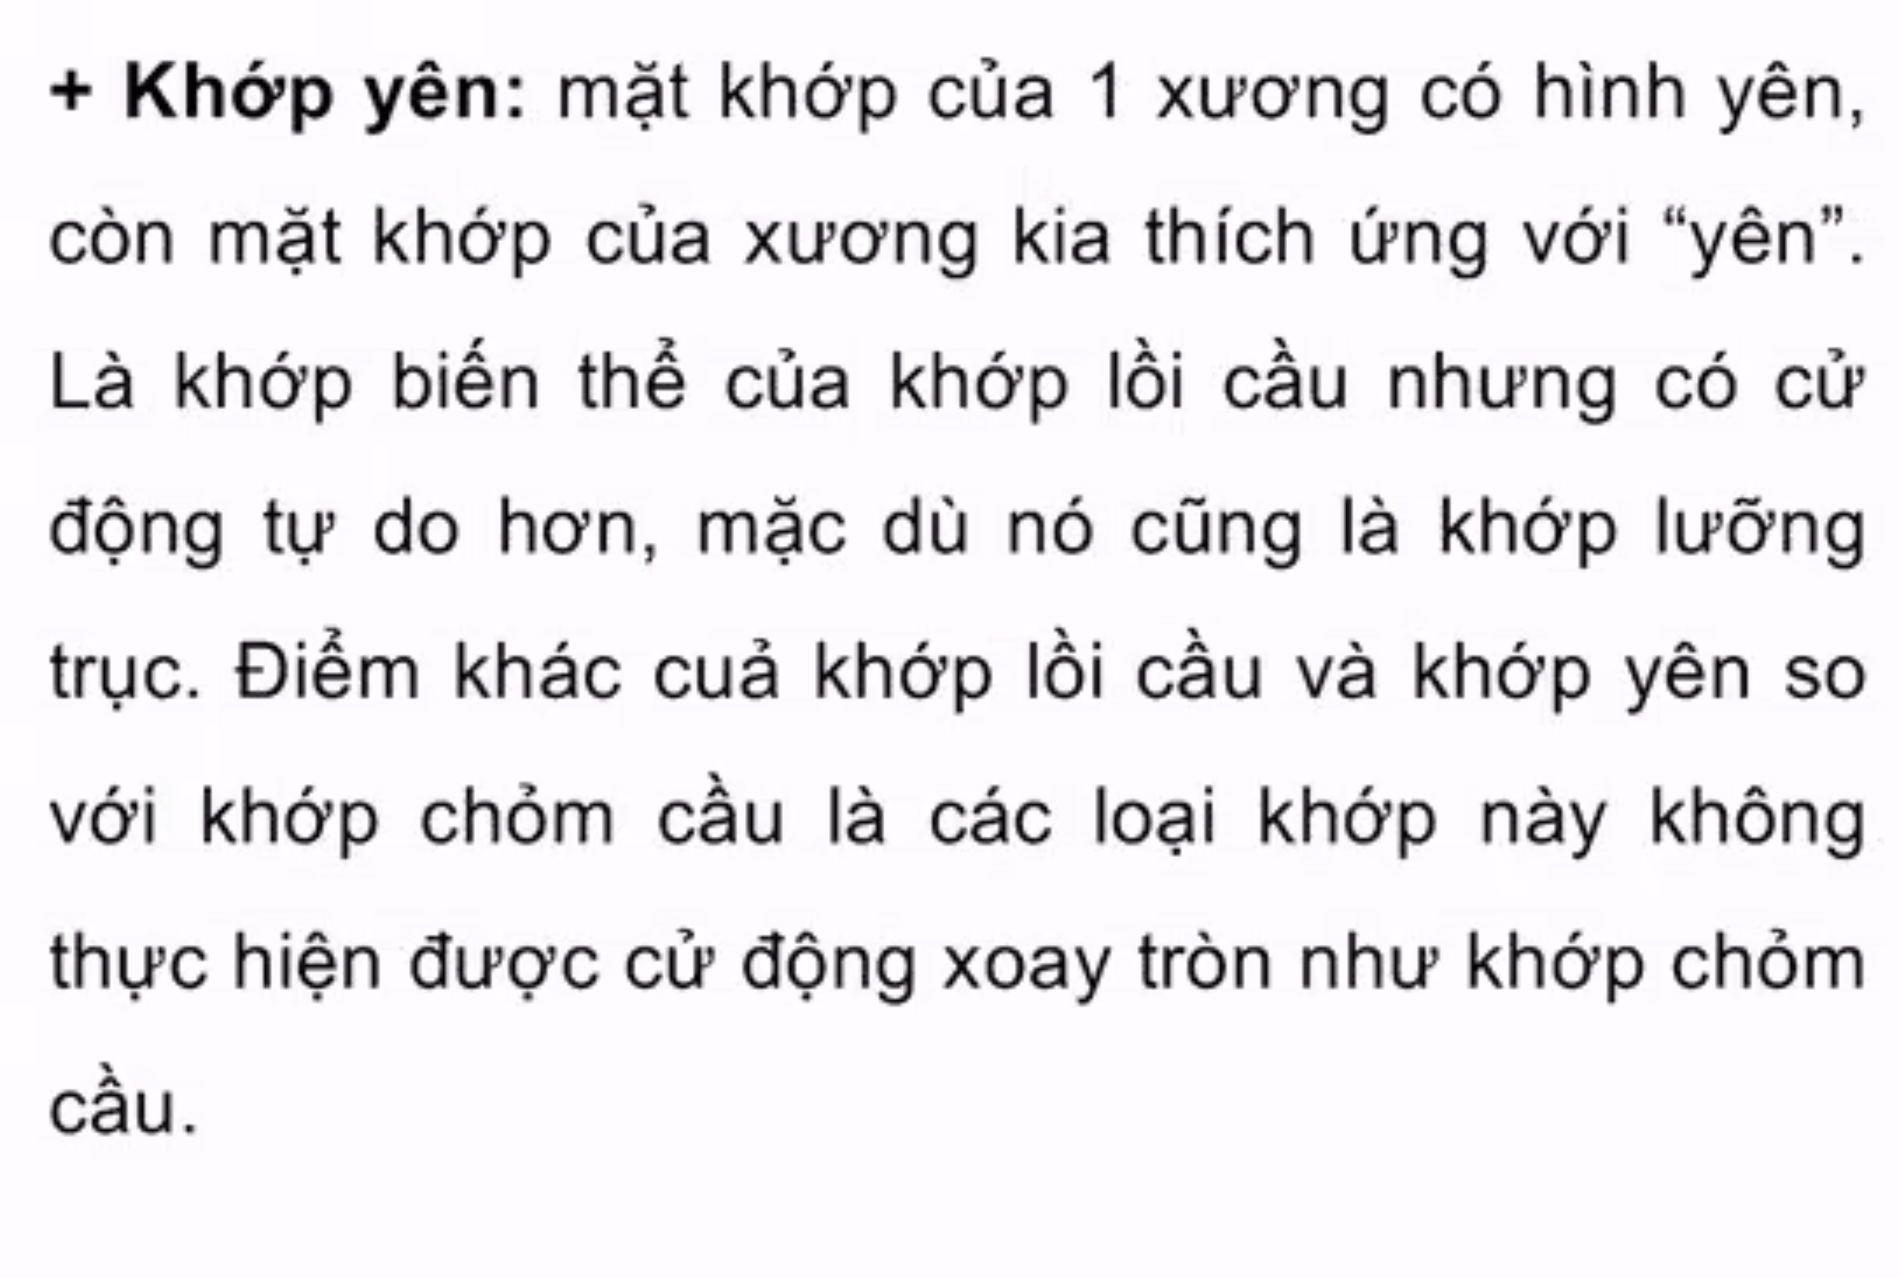 + Khớp yên: mặt khớp của 1 xương có hình yên,
còn mặt khớp của xương kia thích ứng với “yên”.
Là khớp biến thể của khớp lồi cầu nhưng có cử
động tự do hơn, mặc dù nó cũng là khớp lưỡng
trục. Điểm khác cuả khớp lồi cầu và khớp yên so
với khớp chỏm cầu là các loại khớp này không
thực hiện được cử động xoay tròn như khớp chỏm
cầu.